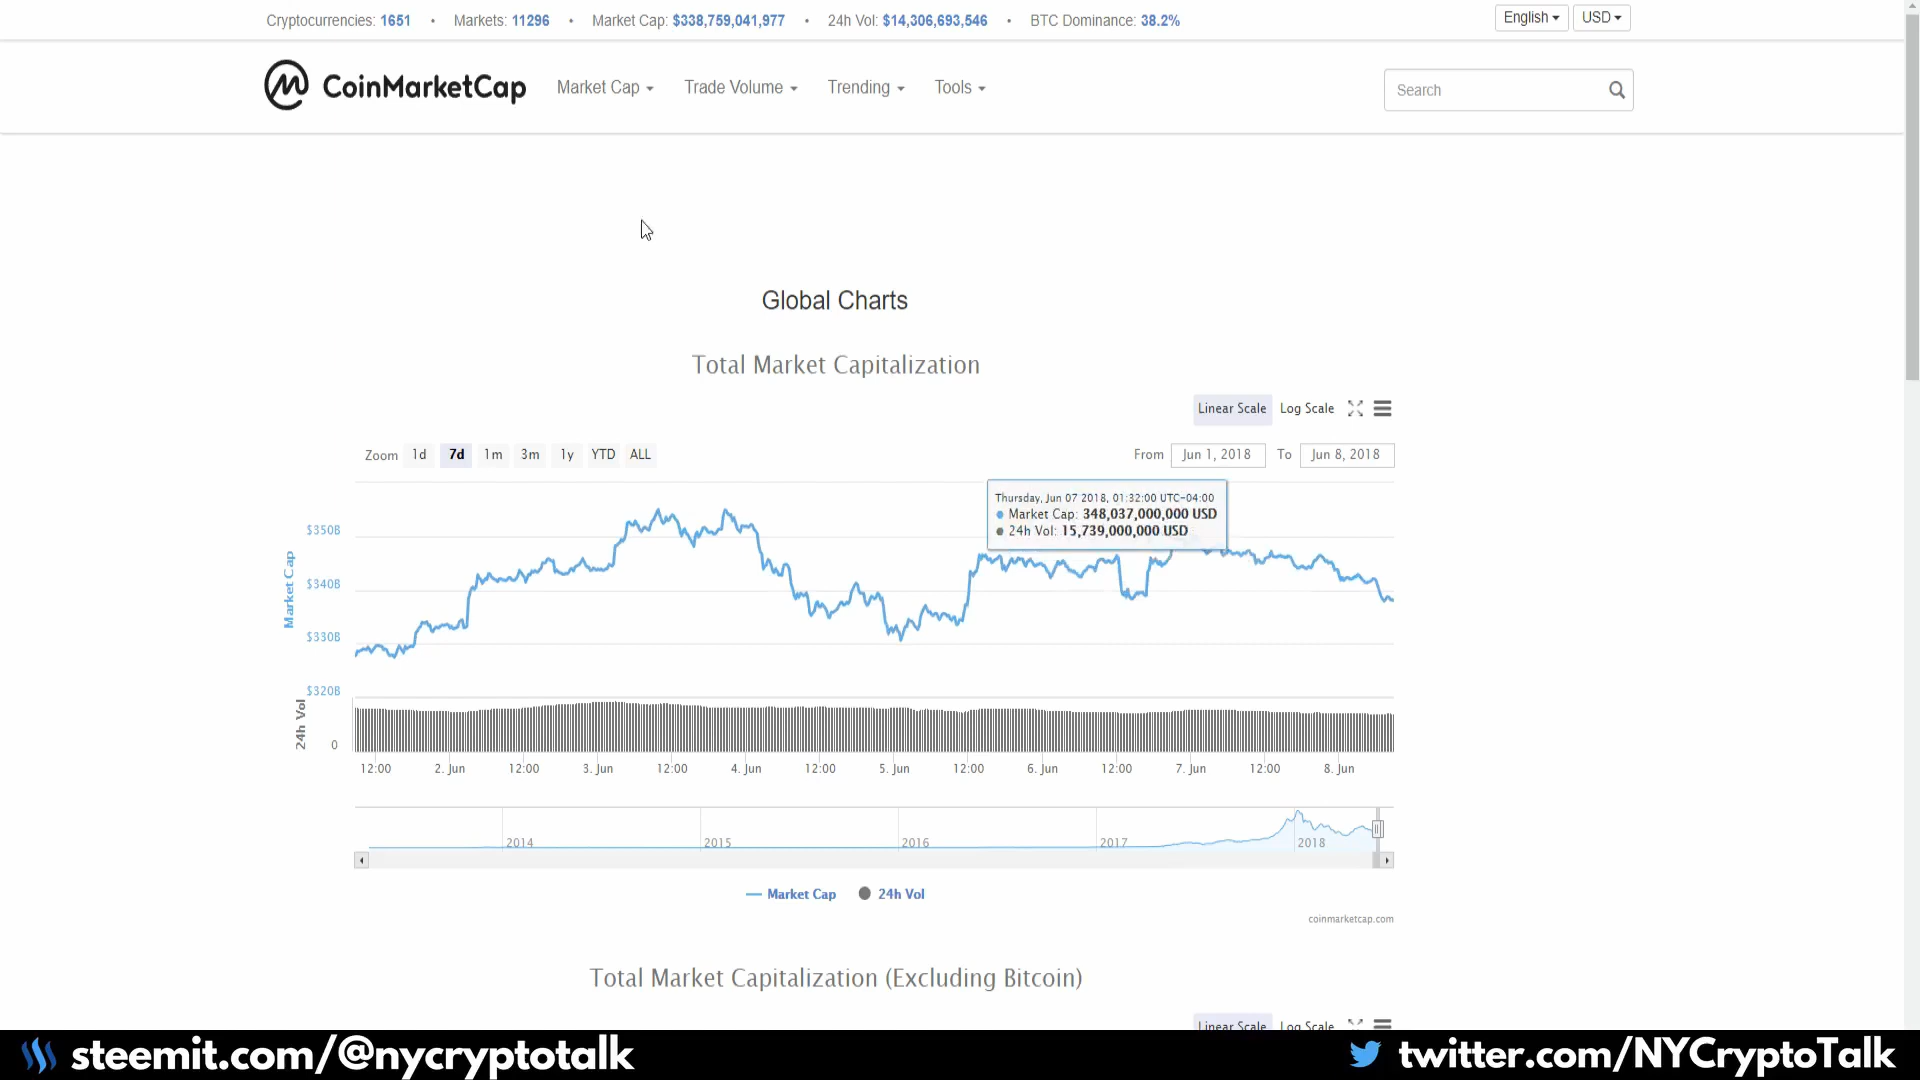 Cryptocurrencies: 1651 • Markets: 11296 • Market Cap: $338,759,041,977 • 24h Vol: $14,306,693,546 • BTC Dominance: 38.2%
English USD
CoinMarketCap Market Cap Trade Volume Trending Tools
Search
Global Charts
Total Market Capitalization
Linear Scale Log Scale
Zoom 1d 7d 1m 3m 1y YTD ALL
From Jun 1, 2018 To Jun 8, 2018
Thursday, Jun 07 2018, 01:32:00 UTC-04:00
Market Cap: 348,037,000,000 USD
24h Vol: 15,739,000,000 USD
Market Cap
$350B
$340B
$330B
$320B
24h Vol
0
12:00 2. Jun 12:00 3. Jun 12:00 4. Jun 12:00 5. Jun 12:00 6. Jun 12:00 7. Jun 12:00 8. Jun
2014 2015 2016 2017 2018
Market Cap 24h Vol
coinmarketcap.com
Total Market Capitalization (Excluding Bitcoin)
Linear Scale Log Scale
steemit.com/@nycryptotalk
twitter.com/NYCryptoTalk